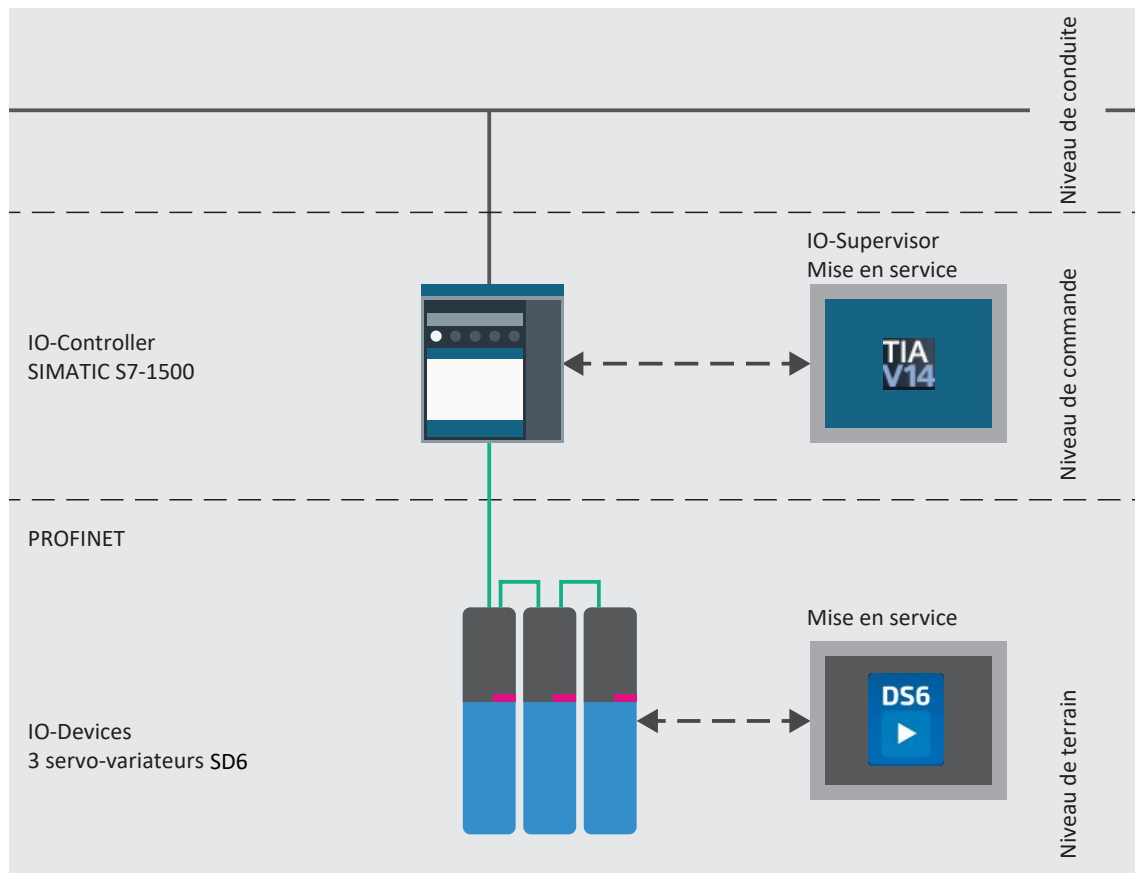 Niveau de conduite
IO-Supervisor
Mise en service
IO-Controller
SIMATIC S7-1500
TIA
V14
Niveau de commande
PROFINET
Mise en service
DS6
IO-Devices
3 servo-variateurs SD6
Niveau de terrain